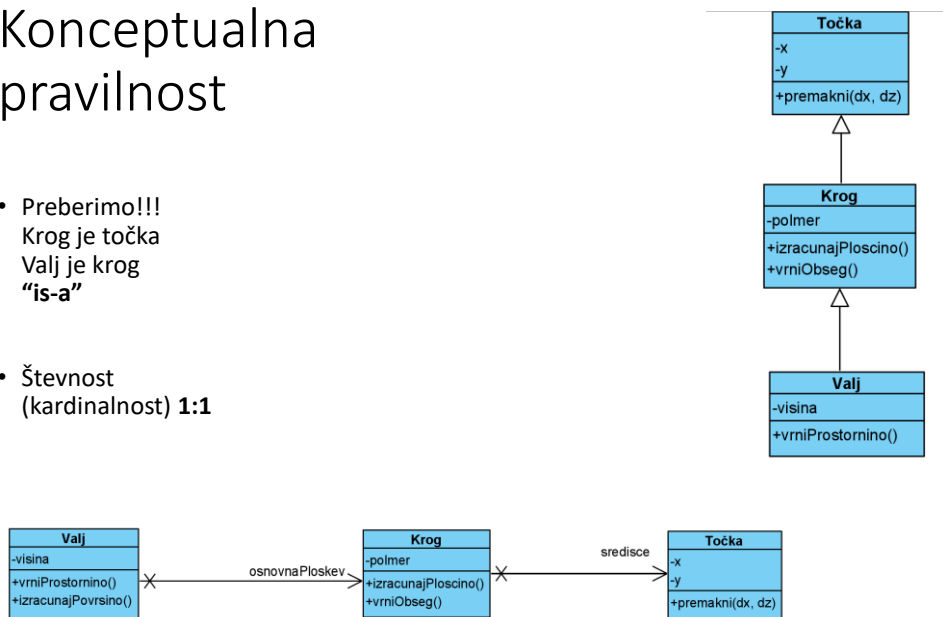 Konceptualna
pravilnost
• Preberimo!!!
Krog je točka
Valj je krog
“is-a”
• Števnost
(kardinalnost) 1:1
Točka
-x
-y
+premakni(dx, dz)
Krog
-polmer
+izracunajPloscino()
+vrniObseg()
Valj
-visina
+vrniProstornino()
Valj
-visina
+vrniProstornino()
+izracunajPovrsino()
osnovnaPloskev
Krog
-polmer
+izracunajPloscino()
+vrniObseg()
sredisce
Točka
-x
-y
+premakni(dx, dz)